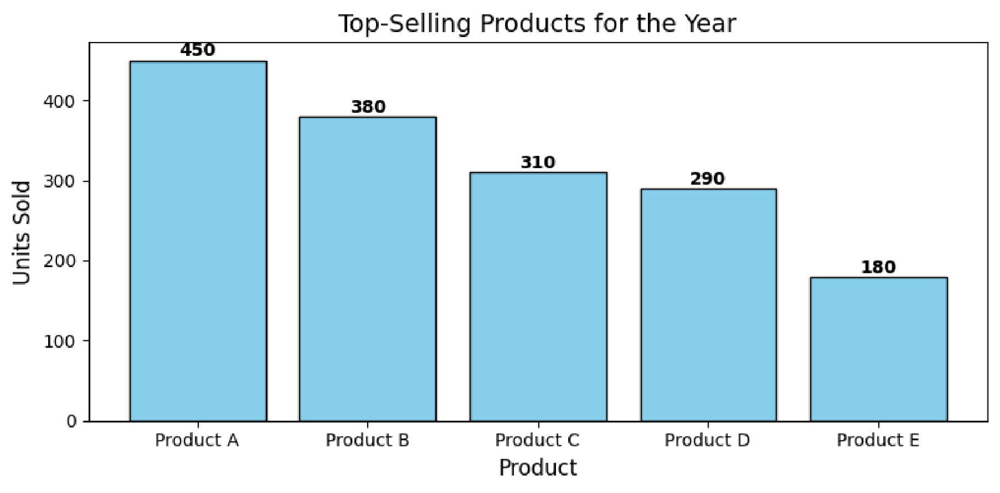 Top-Selling Products for the Year
450
380
310
290
180
400
300
200
100
0
Units Sold
Product A
Product B
Product C
Product D
Product E
Product